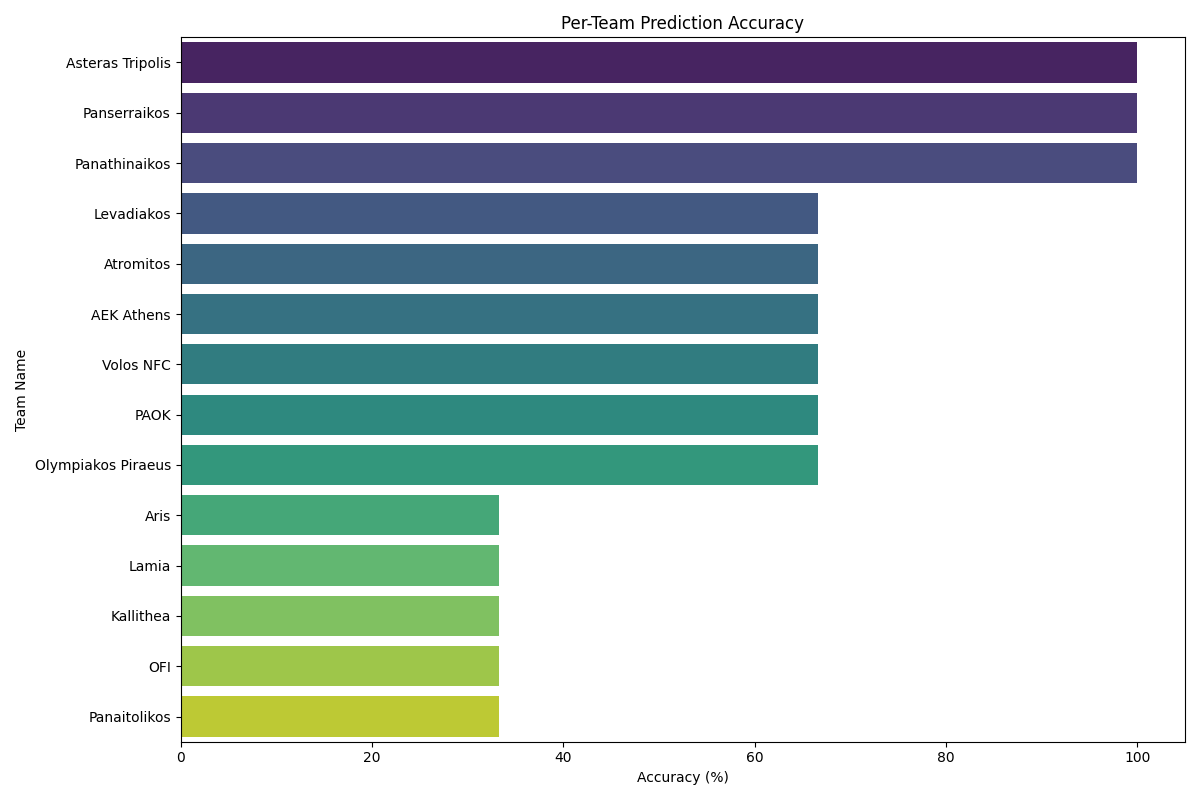 Per-Team Prediction Accuracy
Team Name
Asteras Tripolis
Panserraikos
Panathinaikos
Levadiakos
Atromitos
AEK Athens
Volos NFC
PAOK
Olympiakos Piraeus
Aris
Lamia
Kallithea
OFI
Panaitolikos
0 20 40 60 80 100
Accuracy (%)